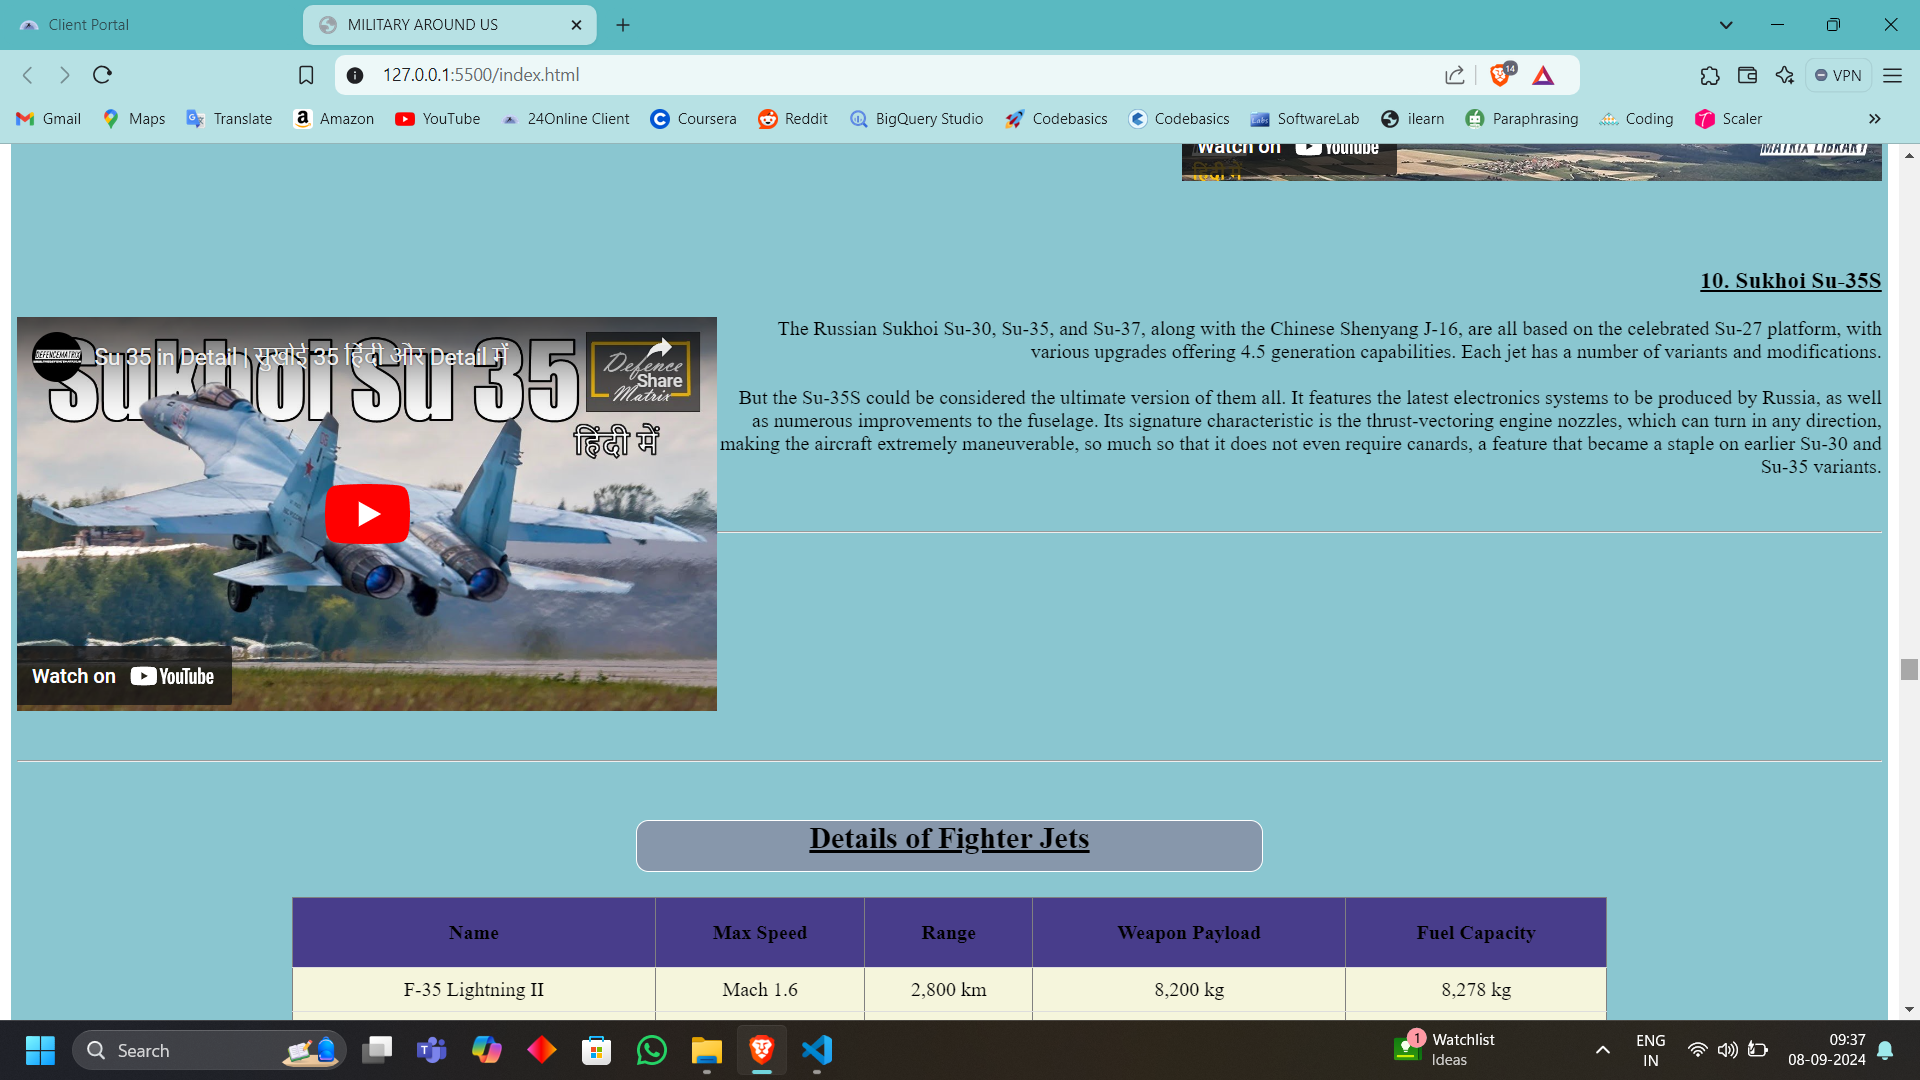 Client Portal
MILITARY AROUND US
127.0.0.1:5500/index.html
14
VPN
Gmail
Maps
Translate
Amazon
YouTube
24Online Client
Coursera
Reddit
BigQuery Studio
Codebasics
Codebasics
SoftwareLab
ilearn
Paraphrasing
Coding
Scaler
Watch on YouTube
हिंदी में
MATRIX LIBRARY
10. Sukhoi Su-35S
The Russian Sukhoi Su-30, Su-35, and Su-37, along with the Chinese Shenyang J-16, are all based on the celebrated Su-27 platform, with
various upgrades offering 4.5 generation capabilities. Each jet has a number of variants and modifications.
But the Su-35S could be considered the ultimate version of them all. It features the latest electronics systems to be produced by Russia, as well
as numerous improvements to the fuselage. Its signature characteristic is the thrust-vectoring engine nozzles, which can turn in any direction,
making the aircraft extremely maneuverable, so much so that it does not even require canards, a feature that became a staple on earlier Su-30 and
Su-35 variants.
DEFENCEMATRIX
Su 35 in Detail | सुखोई 35 हिंदी और Detail में
Sukhoi Su 35
Defence
Share
Matrix
हिंदी में
Watch on YouTube
Details of Fighter Jets
Name
Max Speed
Range
Weapon Payload
Fuel Capacity
F-35 Lightning II
Mach 1.6
2,800 km
8,200 kg
8,278 kg
Search
1
Watchlist
Ideas
ENG
IN
09:37
08-09-2024